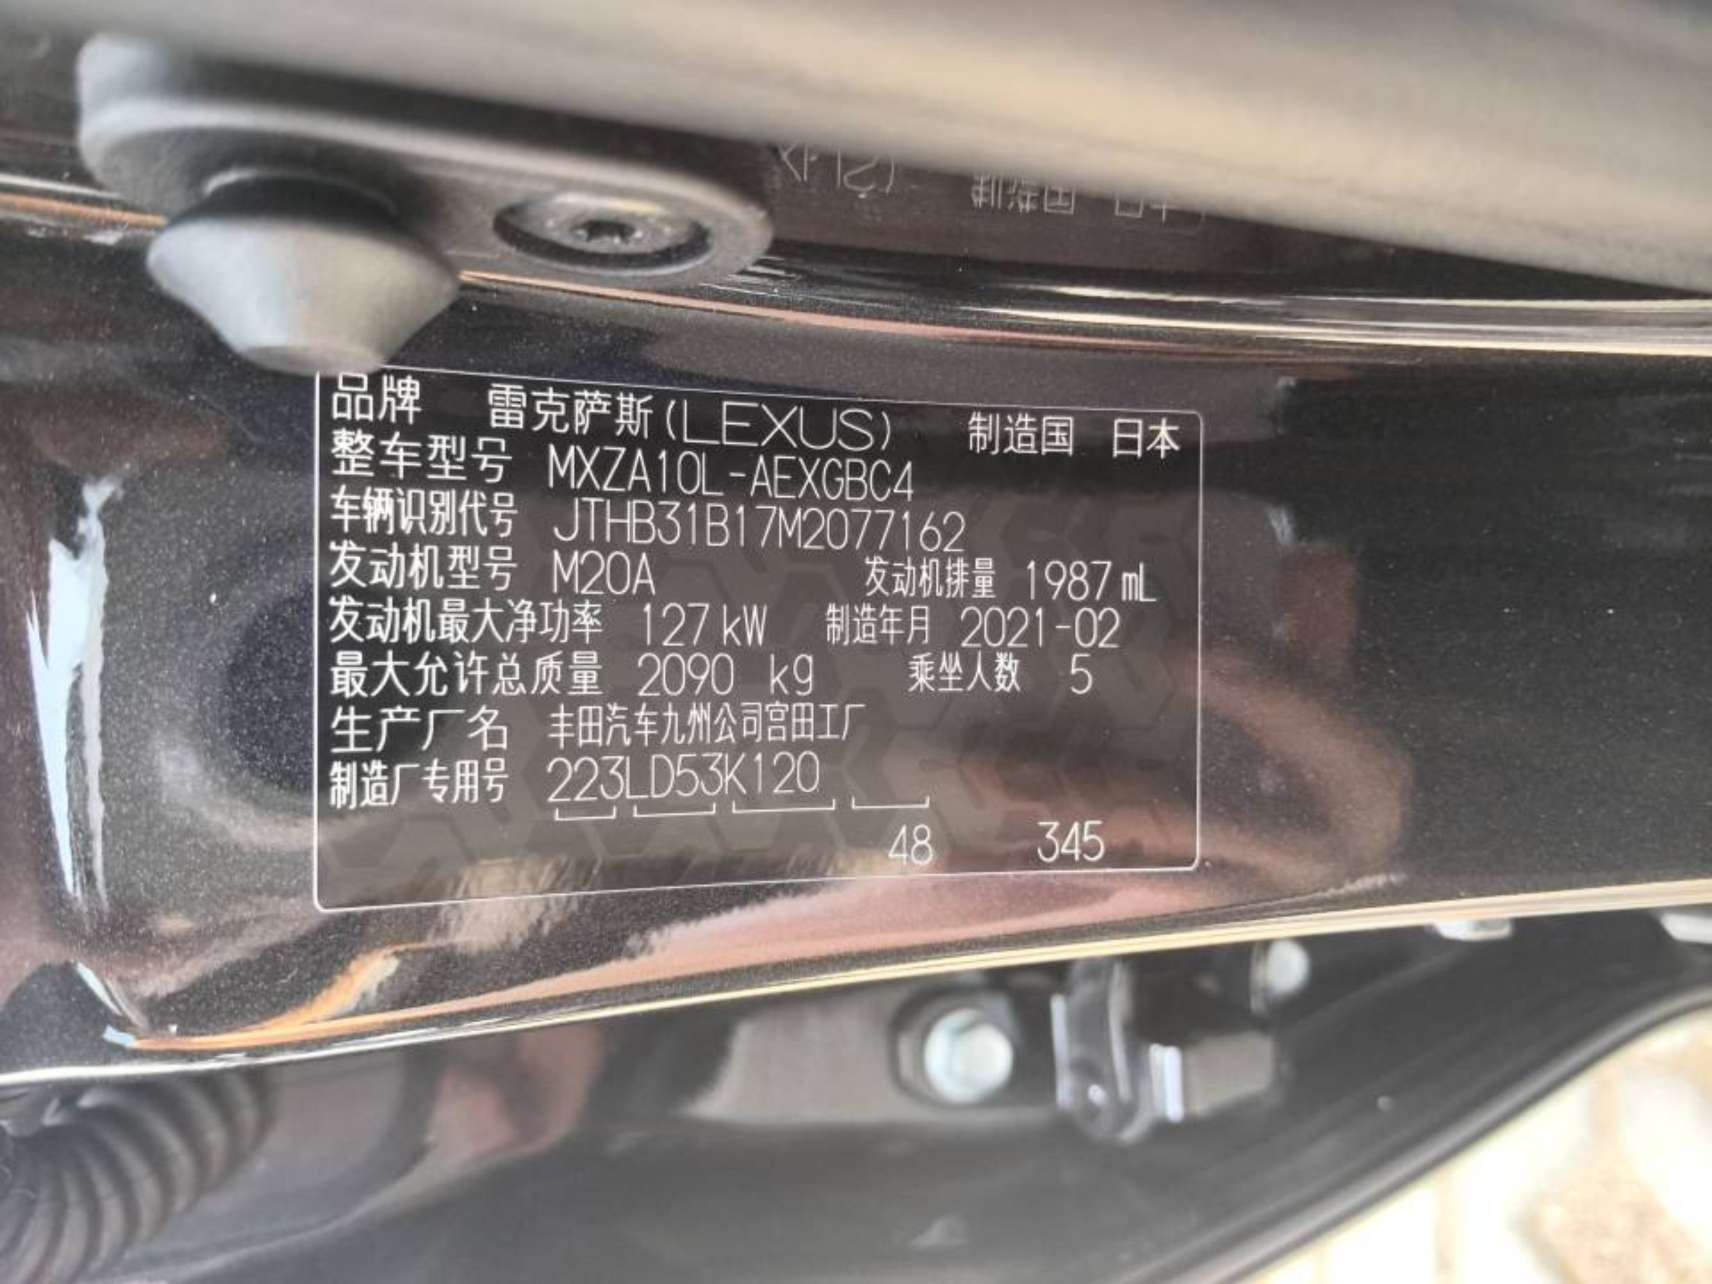 品牌 雷克萨斯(LEXUS) 制造国 日本
整车型号 MXZA10L-AEXGBC4
车辆识别代号 JTHB31B17M2077162
发动机型号 M20A 发动机排量 1987mL
发动机最大净功率 127kW 制造年月 2021-02
最大允许总质量 2090 kg 乘坐人数 5
生产厂名 丰田汽车九州公司宫田工厂
制造厂专用号 223LD53K120
48 345